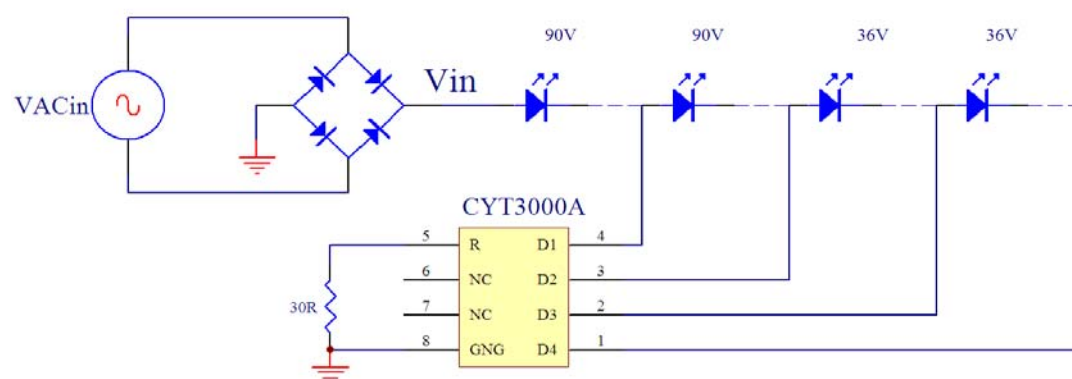 90V 90V 36V 36V
Vin
VACin
CYT3000A
5 R D1 4
6 NC D2 3
7 NC D3 2
30R
8 GNG D4 1